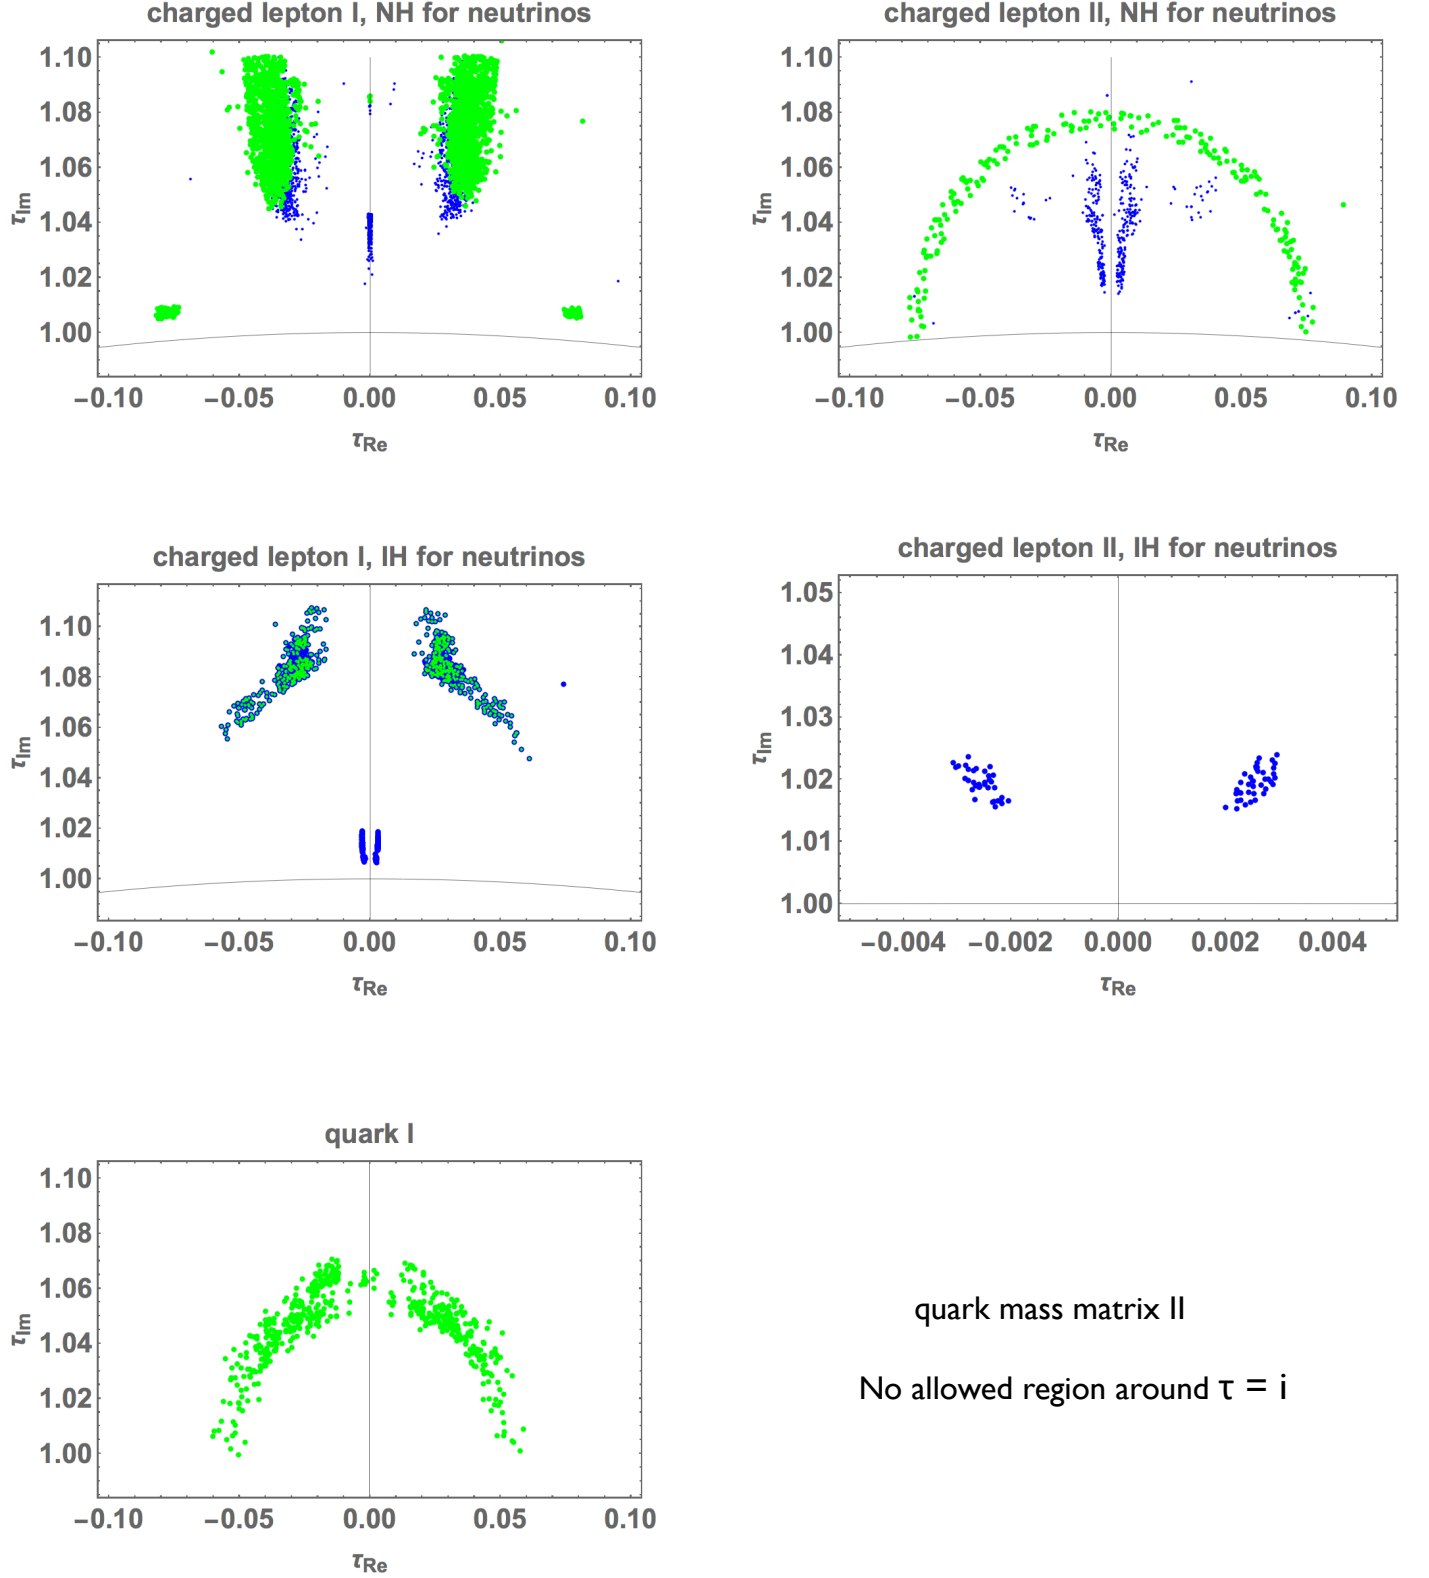 charged lepton I, NH for neutrinos
1.10
1.08
1.06
1.04
1.02
1.00
τIm
−0.10 −0.05 0.00 0.05 0.10
τRe
charged lepton II, NH for neutrinos
1.10
1.08
1.06
1.04
1.02
1.00
τIm
−0.10 −0.05 0.00 0.05 0.10
τRe
charged lepton I, IH for neutrinos
1.10
1.08
1.06
1.04
1.02
1.00
τIm
−0.10 −0.05 0.00 0.05 0.10
τRe
charged lepton II, IH for neutrinos
1.05
1.04
1.03
1.02
1.01
1.00
τIm
−0.004 −0.002 0.000 0.002 0.004
τRe
quark I
1.10
1.08
1.06
1.04
1.02
1.00
τIm
−0.10 −0.05 0.00 0.05 0.10
τRe
quark mass matrix II
No allowed region around τ = i